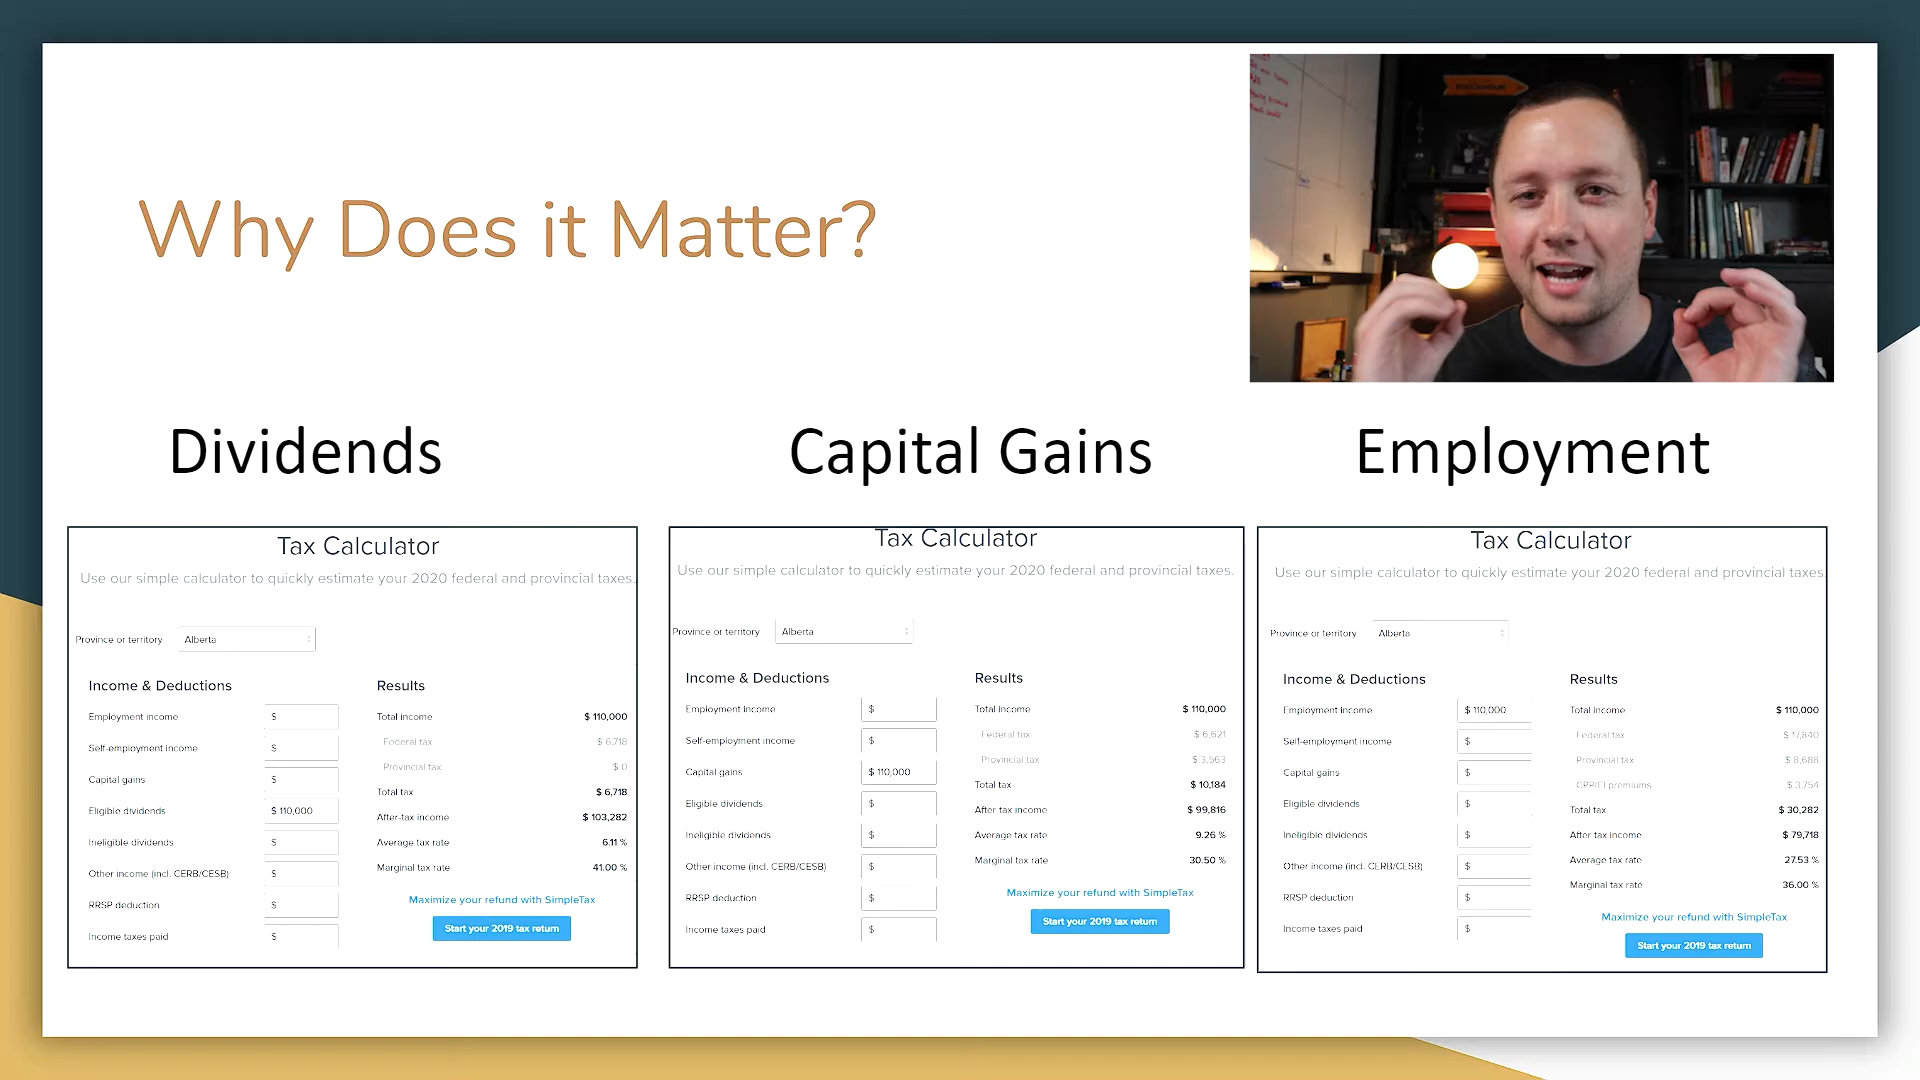 Why Does it Matter?
Dividends
Capital Gains
Employment
Tax Calculator
Use our simple calculator to quickly estimate your 2020 federal and provincial taxes.
Province or territory Alberta
Income & Deductions Results
Employment income $ Total income $ 110,000
Federal tax $ 6,718
Self-employment income $
Provincial tax $ 0
Capital gains $ Total tax $ 6,718
Eligible dividends $ 110,000 After-tax income $ 103,282
Ineligible dividends $ Average tax rate 6.11 %
Other income (incl. CERB/CESB) $ Marginal tax rate 41.00 %
RRSP deduction $ Maximize your refund with SimpleTax
Income taxes paid $ Start your 2019 tax return
Tax Calculator
Use our simple calculator to quickly estimate your 2020 federal and provincial taxes.
Province or territory Alberta
Income & Deductions Results
Employment income $ Total income $ 110,000
Federal tax $ 6,621
Self-employment income $
Provincial tax $ 3,563
Capital gains $ 110,000 Total tax $ 10,184
Eligible dividends $ After tax income $ 99,816
Ineligible dividends $ Average tax rate 9.26 %
Other income (incl. CERB/CESB) $ Marginal tax rate 30.50 %
RRSP deduction $ Maximize your refund with SimpleTax
Income taxes paid $ Start your 2019 tax return
Tax Calculator
Use our simple calculator to quickly estimate your 2020 federal and provincial taxes.
Province or territory Alberta
Income & Deductions Results
Employment income $ 110,000 Total income $ 110,000
Federal tax $ 17,840
Self-employment income $
Provincial tax $ 8,688
Capital gains $ CPP/EI premiums $ 3,754
Eligible dividends $ Total tax $ 30,282
Ineligible dividends $ After tax income $ 79,718
Other income (incl. CERB/CESB) $ Average tax rate 27.53 %
RRSP deduction $ Marginal tax rate 36.00 %
Income taxes paid $ Maximize your refund with SimpleTax
Start your 2019 tax return